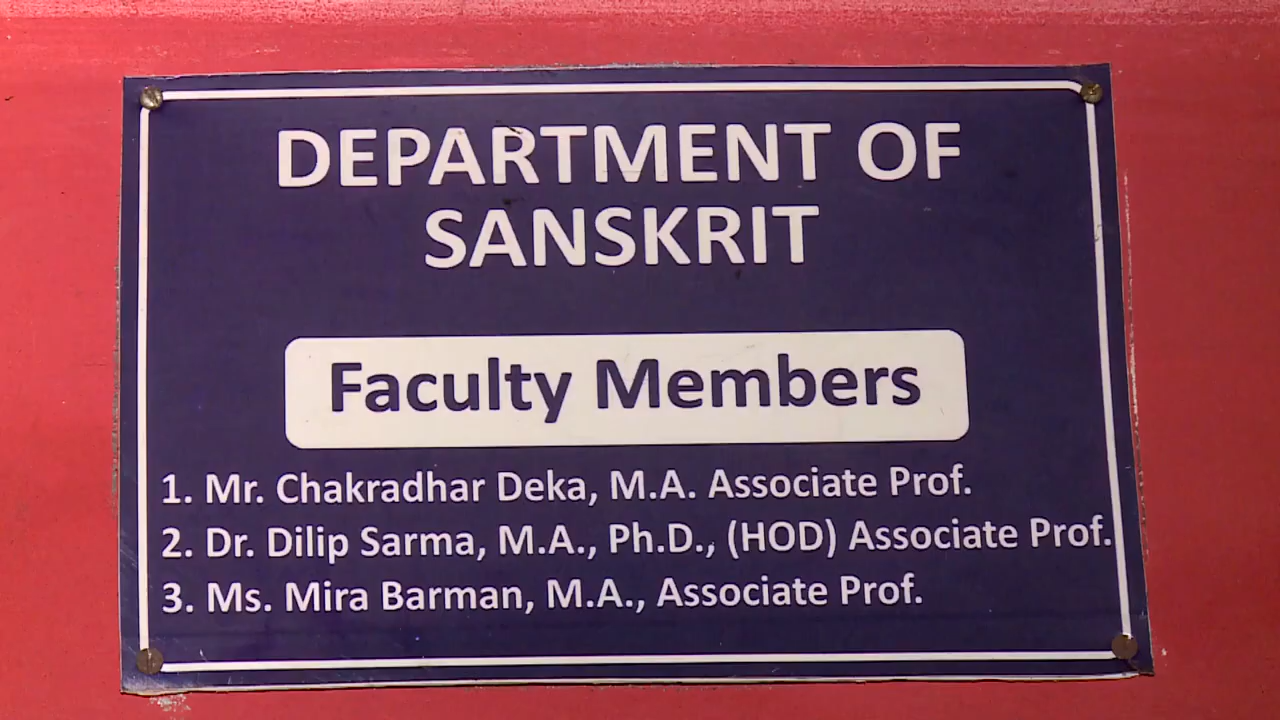 DEPARTMENT OF
SANSKRIT
Faculty Members
1. Mr. Chakradhar Deka, M.A. Associate Prof.
2. Dr. Dilip Sarma, M.A., Ph.D., (HOD) Associate Prof.
3. Ms. Mira Barman, M.A., Associate Prof.